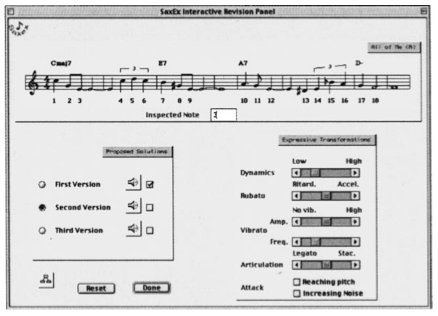 SaxEx Interactive Revision Panel
Saxex
All of Me (A)
Cmaj7 E7 A7 D-
3 3
4 4
1 2 3 4 5 6 7 8 9 10 11 12 13 14 15 16 17 18
Inspected Note
Proposed Solutions
First Version
Second Version
Third Version
Reset Done
Expressive Transformations
Low High
Dynamics
Ritard. Accel.
Rubato
No vib. High
Amp.
Vibrato
Freq.
Legato Stac.
Articulation
Attack
Reaching pitch
Increasing Noise